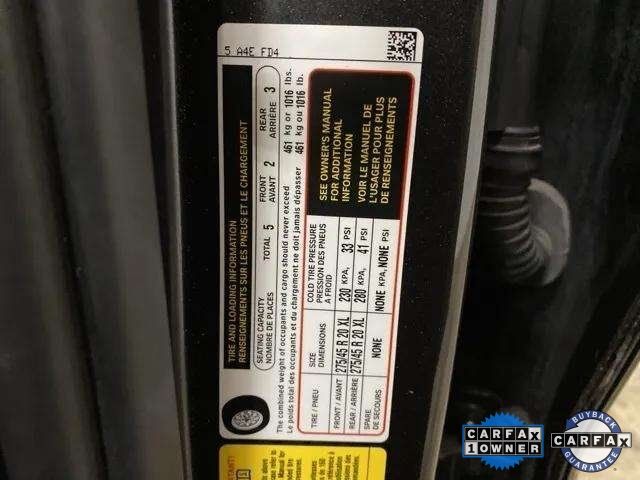 5 A4E FD4
TIRE AND LOADING INFORMATION
RENSEIGNEMENTS SUR LES PNEUS ET LE CHARGEMENT
SEATING CAPACITY
NOMBRE DE PLACES
TOTAL 5
FRONT
AVANT 2
REAR
ARRIÈRE 3
The combined weight of occupants and cargo should never exceed 461 kg or 1016 lbs.
Le poids total des occupants et du chargement ne doit jamais dépasser 461 kg ou 1016 lb.
TIRE / PNEU
SIZE
DIMENSIONS
COLD TIRE PRESSURE
PRESSION DES PNEUS
A FROID
FRONT / AVANT 275/45 R 20 XL 230 KPA, 33 PSI
REAR / ARRIÈRE 275/45 R 20 XL 280 KPA, 41 PSI
SPARE
DE SECOURS
NONE
NONE KPA, NONE PSI
SEE OWNER'S MANUAL
FOR ADDITIONAL
INFORMATION
VOIR LE MANUEL DE
L'USAGER POUR PLUS
DE RENSEIGNEMENTS
CARFAX
1 OWNER
BUYBACK
CARFAX
GUARANTEE